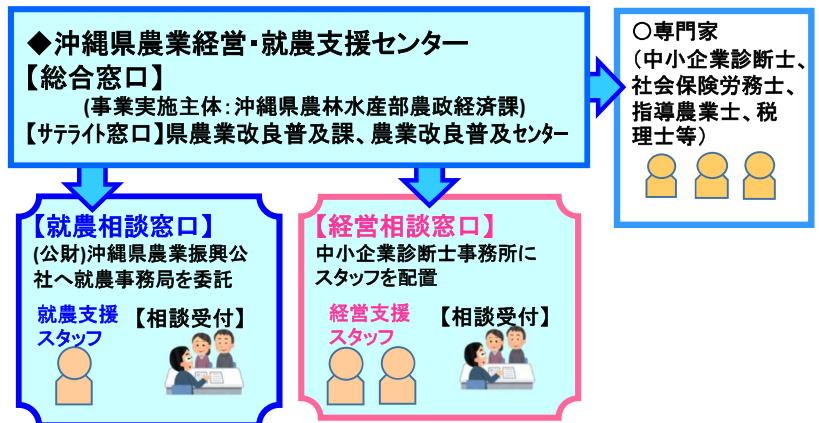 ◆沖縄県農業経営・就農支援センター
【総合窓口】
(事業実施主体：沖縄県農林水産部農政経済課)
【ｻﾃﾗｲﾄ窓口】県農業改良普及課、農業改良普及ｾﾝﾀｰ
〇専門家
（中小企業診断士、
社会保険労務士、
指導農業士、税
理士等）
【就農相談窓口】
(公財)沖縄県農業振興公
社へ就農事務局を委託
就農支援
スタッフ
【相談受付】
【経営相談窓口】
中小企業診断士事務所に
スタッフを配置
経営支援
スタッフ
【相談受付】